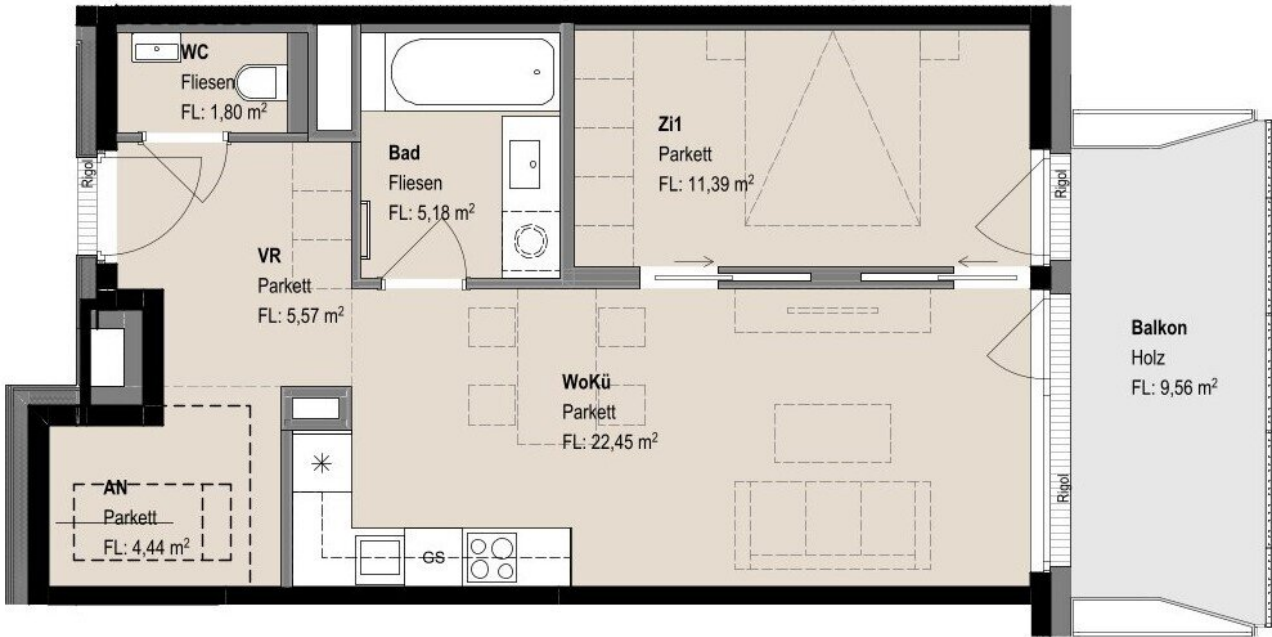 WC
Fliesen
FL: 1,80 m²
Rigol
Bad
Fliesen
FL: 5,18 m²
Zi1
Parkett
FL: 11,39 m²
Rigol
VR
Parkett
FL: 5,57 m²
WoKü
Parkett
FL: 22,45 m²
Balkon
Holz
FL: 9,56 m²
AN
Parkett
FL: 4,44 m²
GS
Rigol